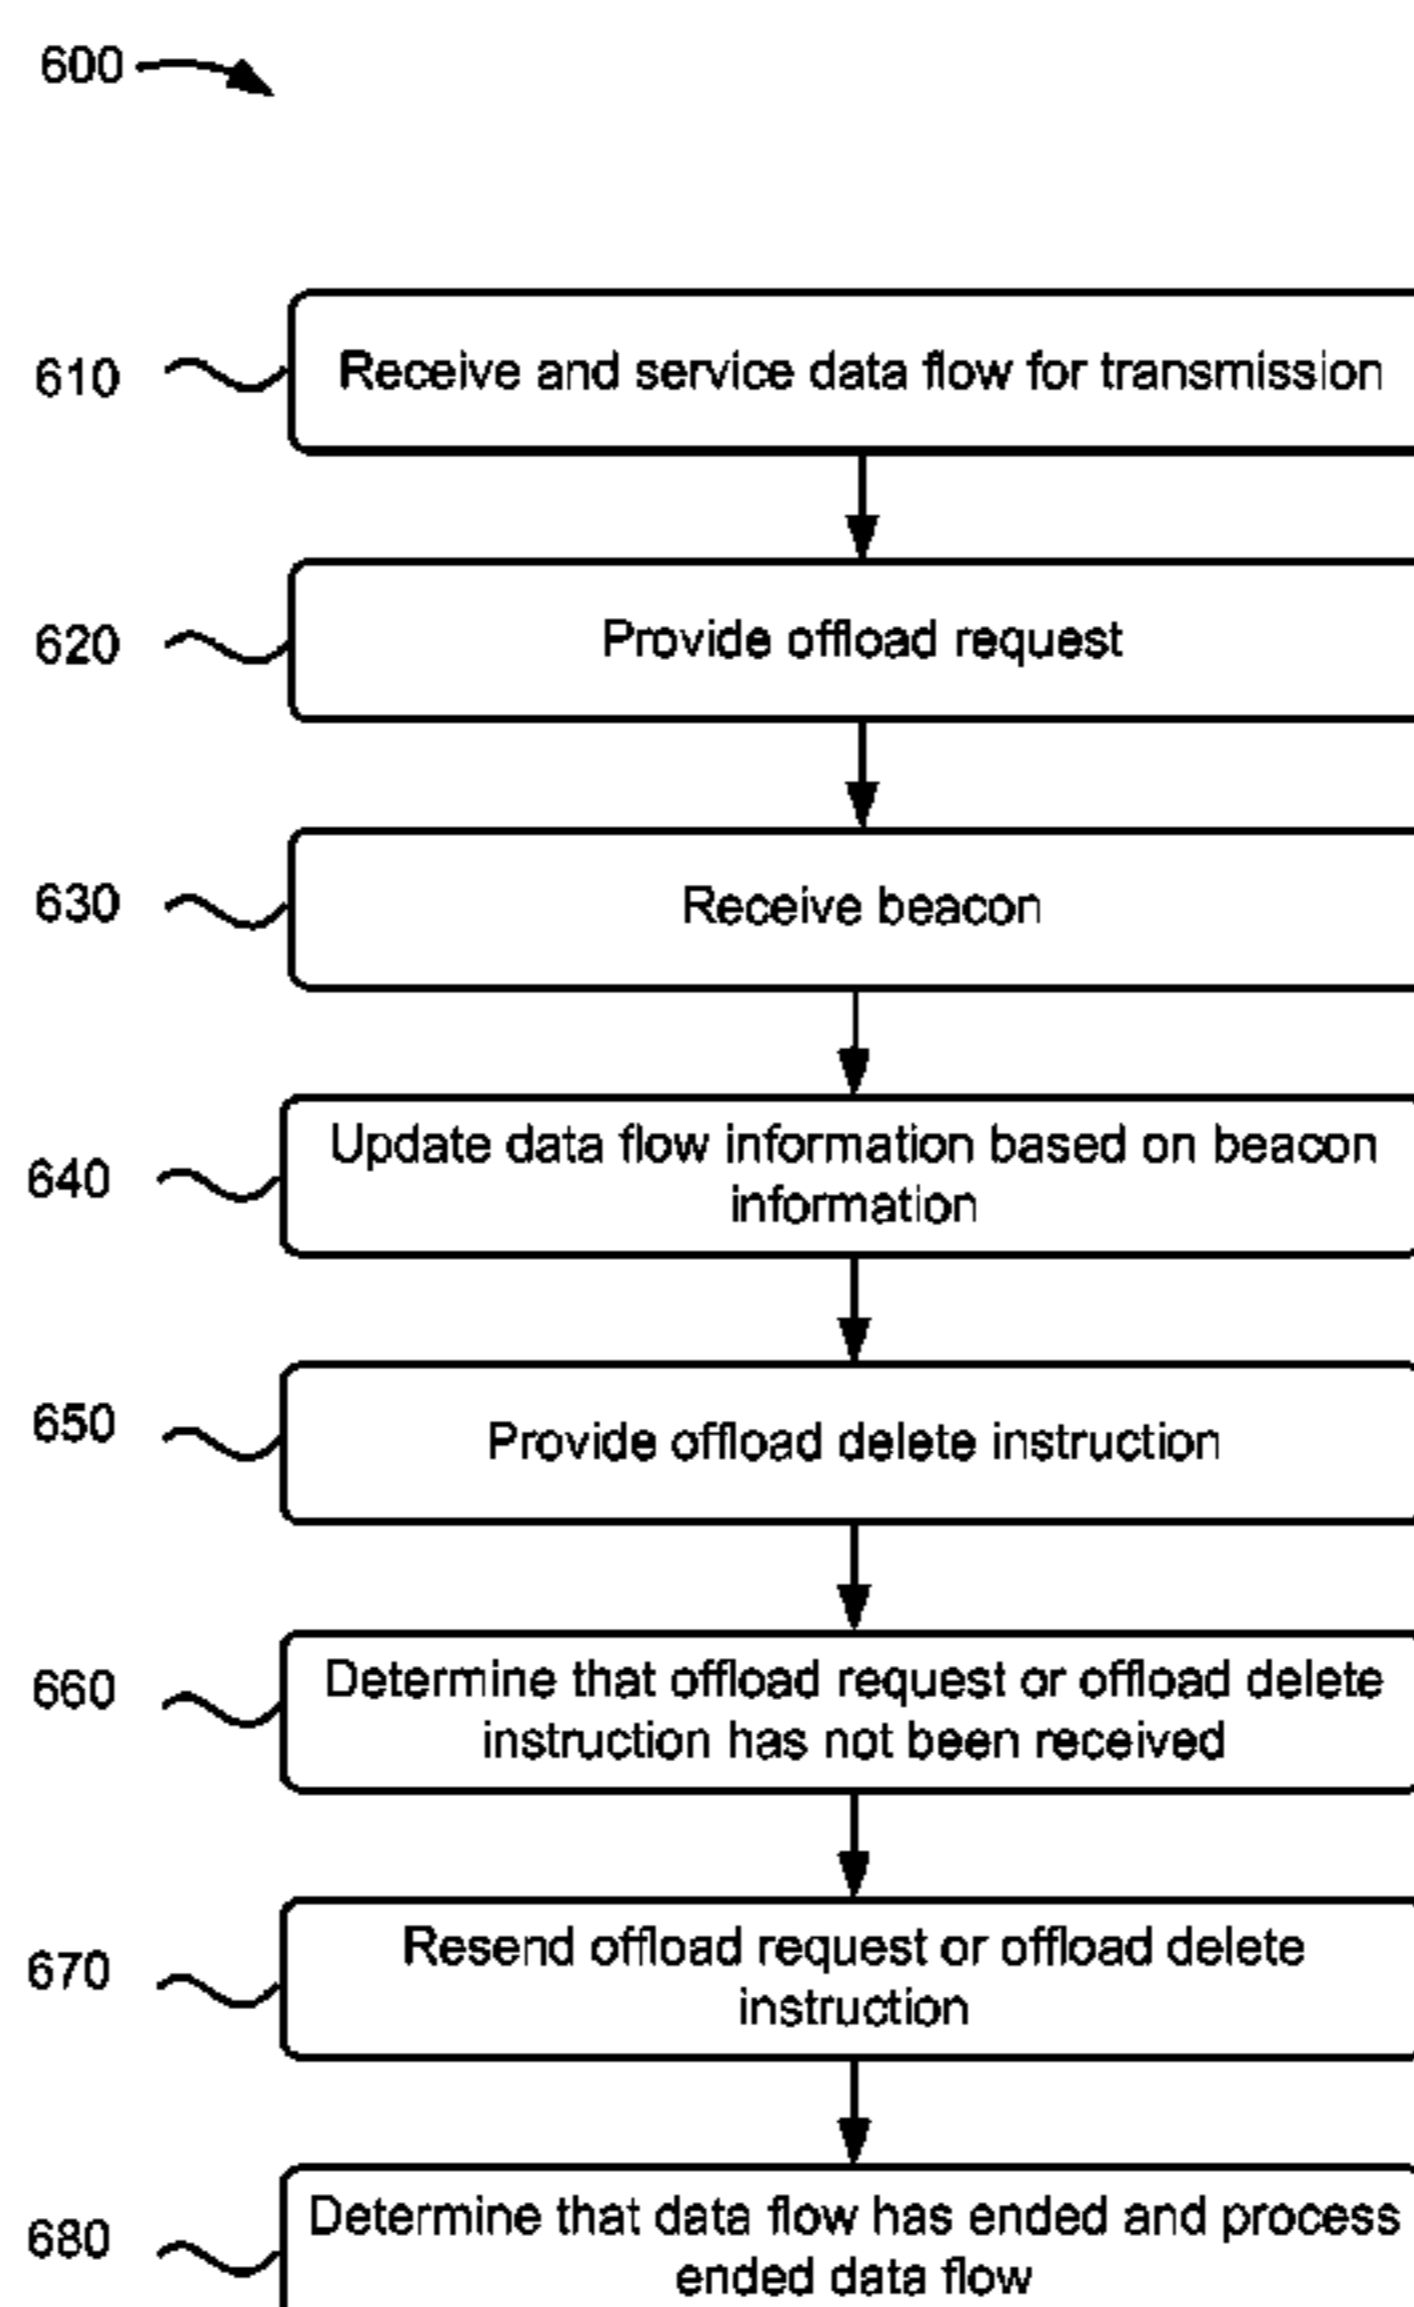 600
610 Receive and service data flow for transmission
620 Provide offload request
630 Receive beacon
640 Update data flow information based on beacon
information
650 Provide offload delete instruction
660 Determine that offload request or offload delete
instruction has not been received
670 Resend offload request or offload delete
instruction
680 Determine that data flow has ended and process
ended data flow